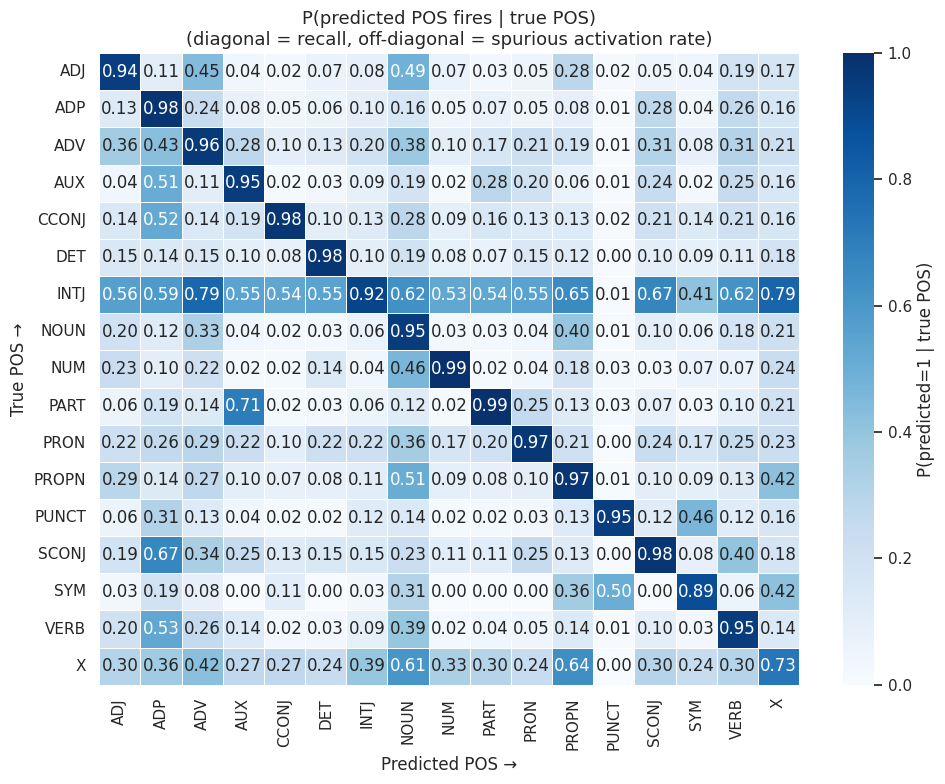 P(predicted POS fires | true POS)
(diagonal = recall, off-diagonal = spurious activation rate)
ADJ 0.94 0.11 0.45 0.04 0.02 0.07 0.08 0.49 0.07 0.03 0.05 0.28 0.02 0.05 0.04 0.19 0.17
ADP 0.13 0.98 0.24 0.08 0.05 0.06 0.10 0.16 0.05 0.07 0.05 0.08 0.01 0.28 0.04 0.26 0.16
ADV 0.36 0.43 0.96 0.28 0.10 0.13 0.20 0.38 0.10 0.17 0.21 0.19 0.01 0.31 0.08 0.31 0.21
AUX 0.04 0.51 0.11 0.95 0.02 0.03 0.09 0.19 0.02 0.28 0.20 0.06 0.01 0.24 0.02 0.25 0.16
CCONJ 0.14 0.52 0.14 0.19 0.98 0.10 0.13 0.28 0.09 0.16 0.13 0.13 0.02 0.21 0.14 0.21 0.16
DET 0.15 0.14 0.15 0.10 0.08 0.98 0.10 0.19 0.08 0.07 0.15 0.12 0.00 0.10 0.09 0.11 0.18
INTJ 0.56 0.59 0.79 0.55 0.54 0.55 0.92 0.62 0.53 0.54 0.55 0.65 0.01 0.67 0.41 0.62 0.79
NOUN 0.20 0.12 0.33 0.04 0.02 0.03 0.06 0.95 0.03 0.03 0.04 0.40 0.01 0.10 0.06 0.18 0.21
NUM 0.23 0.10 0.22 0.02 0.02 0.14 0.04 0.46 0.99 0.02 0.04 0.18 0.03 0.03 0.07 0.07 0.24
PART 0.06 0.19 0.14 0.71 0.02 0.03 0.06 0.12 0.02 0.99 0.25 0.13 0.03 0.07 0.03 0.10 0.21
PRON 0.22 0.26 0.29 0.22 0.10 0.22 0.22 0.36 0.17 0.20 0.97 0.21 0.00 0.24 0.17 0.25 0.23
PROPN 0.29 0.14 0.27 0.10 0.07 0.08 0.11 0.51 0.09 0.08 0.10 0.97 0.01 0.10 0.09 0.13 0.42
PUNCT 0.06 0.31 0.13 0.04 0.02 0.02 0.12 0.14 0.02 0.02 0.03 0.13 0.95 0.12 0.46 0.12 0.16
SCONJ 0.19 0.67 0.34 0.25 0.13 0.15 0.15 0.23 0.11 0.11 0.25 0.13 0.00 0.98 0.08 0.40 0.18
SYM 0.03 0.19 0.08 0.00 0.11 0.00 0.03 0.31 0.00 0.00 0.00 0.36 0.50 0.00 0.89 0.06 0.42
VERB 0.20 0.53 0.26 0.14 0.02 0.03 0.09 0.39 0.02 0.04 0.05 0.14 0.01 0.10 0.03 0.95 0.14
X 0.30 0.36 0.42 0.27 0.27 0.24 0.39 0.61 0.33 0.30 0.24 0.64 0.00 0.30 0.24 0.30 0.73
ADJ ADP ADV AUX CCONJ DET INTJ NOUN NUM PART PRON PROPN PUNCT SCONJ SYM VERB X
Predicted POS →
True POS →
1.0
0.8
0.6
0.4
0.2
0.0
P(predicted=1 | true POS)